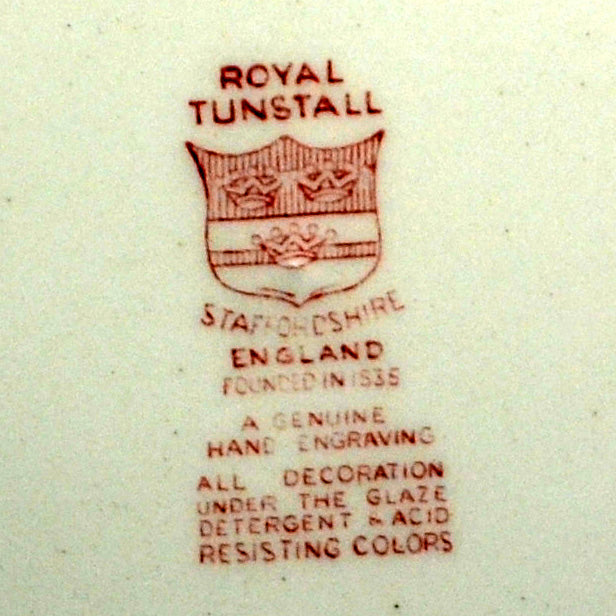 ROYAL
TUNSTALL
STAFFORDSHIRE
ENGLAND
FOUNDED IN 1835
A GENUINE
HAND ENGRAVING
ALL DECORATION
UNDER THE GLAZE
DETERGENT & ACID
RESISTING COLORS